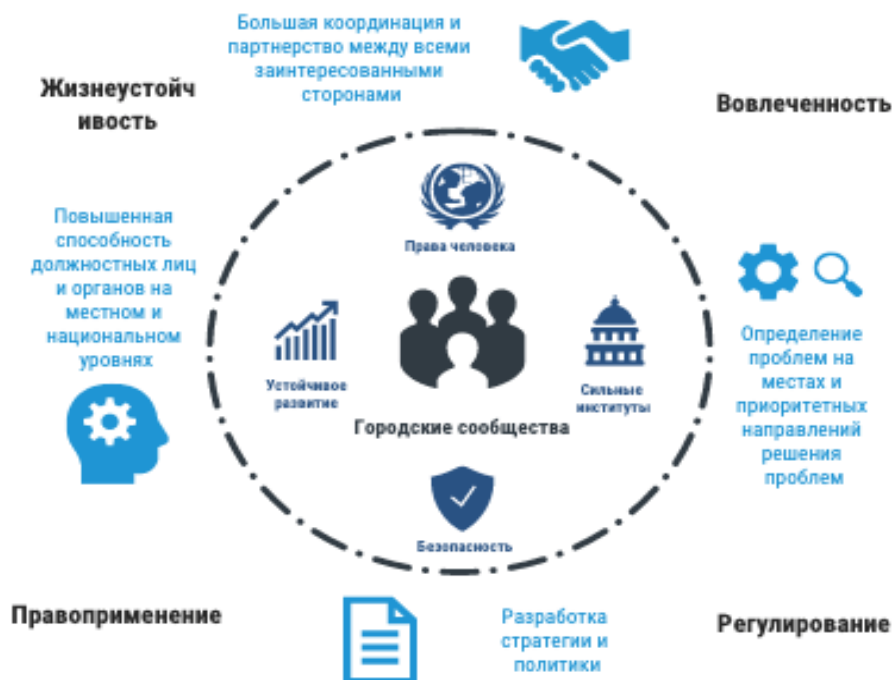 Большая координация и
партнерство между всеми
заинтересованными
сторонами
Жизнеустойч
ивость
Вовлеченность
Права человека
Повышенная
способность
должностных лиц
и органов на
местном и
национальном
уровнях
Устойчивое
развитие
Сильные
институты
Городские сообщества
Определение
проблем на
местах и
приоритетных
направлений
решения
проблем
Безопасность
Правоприменение
Разработка
стратегии и
политики
Регулирование